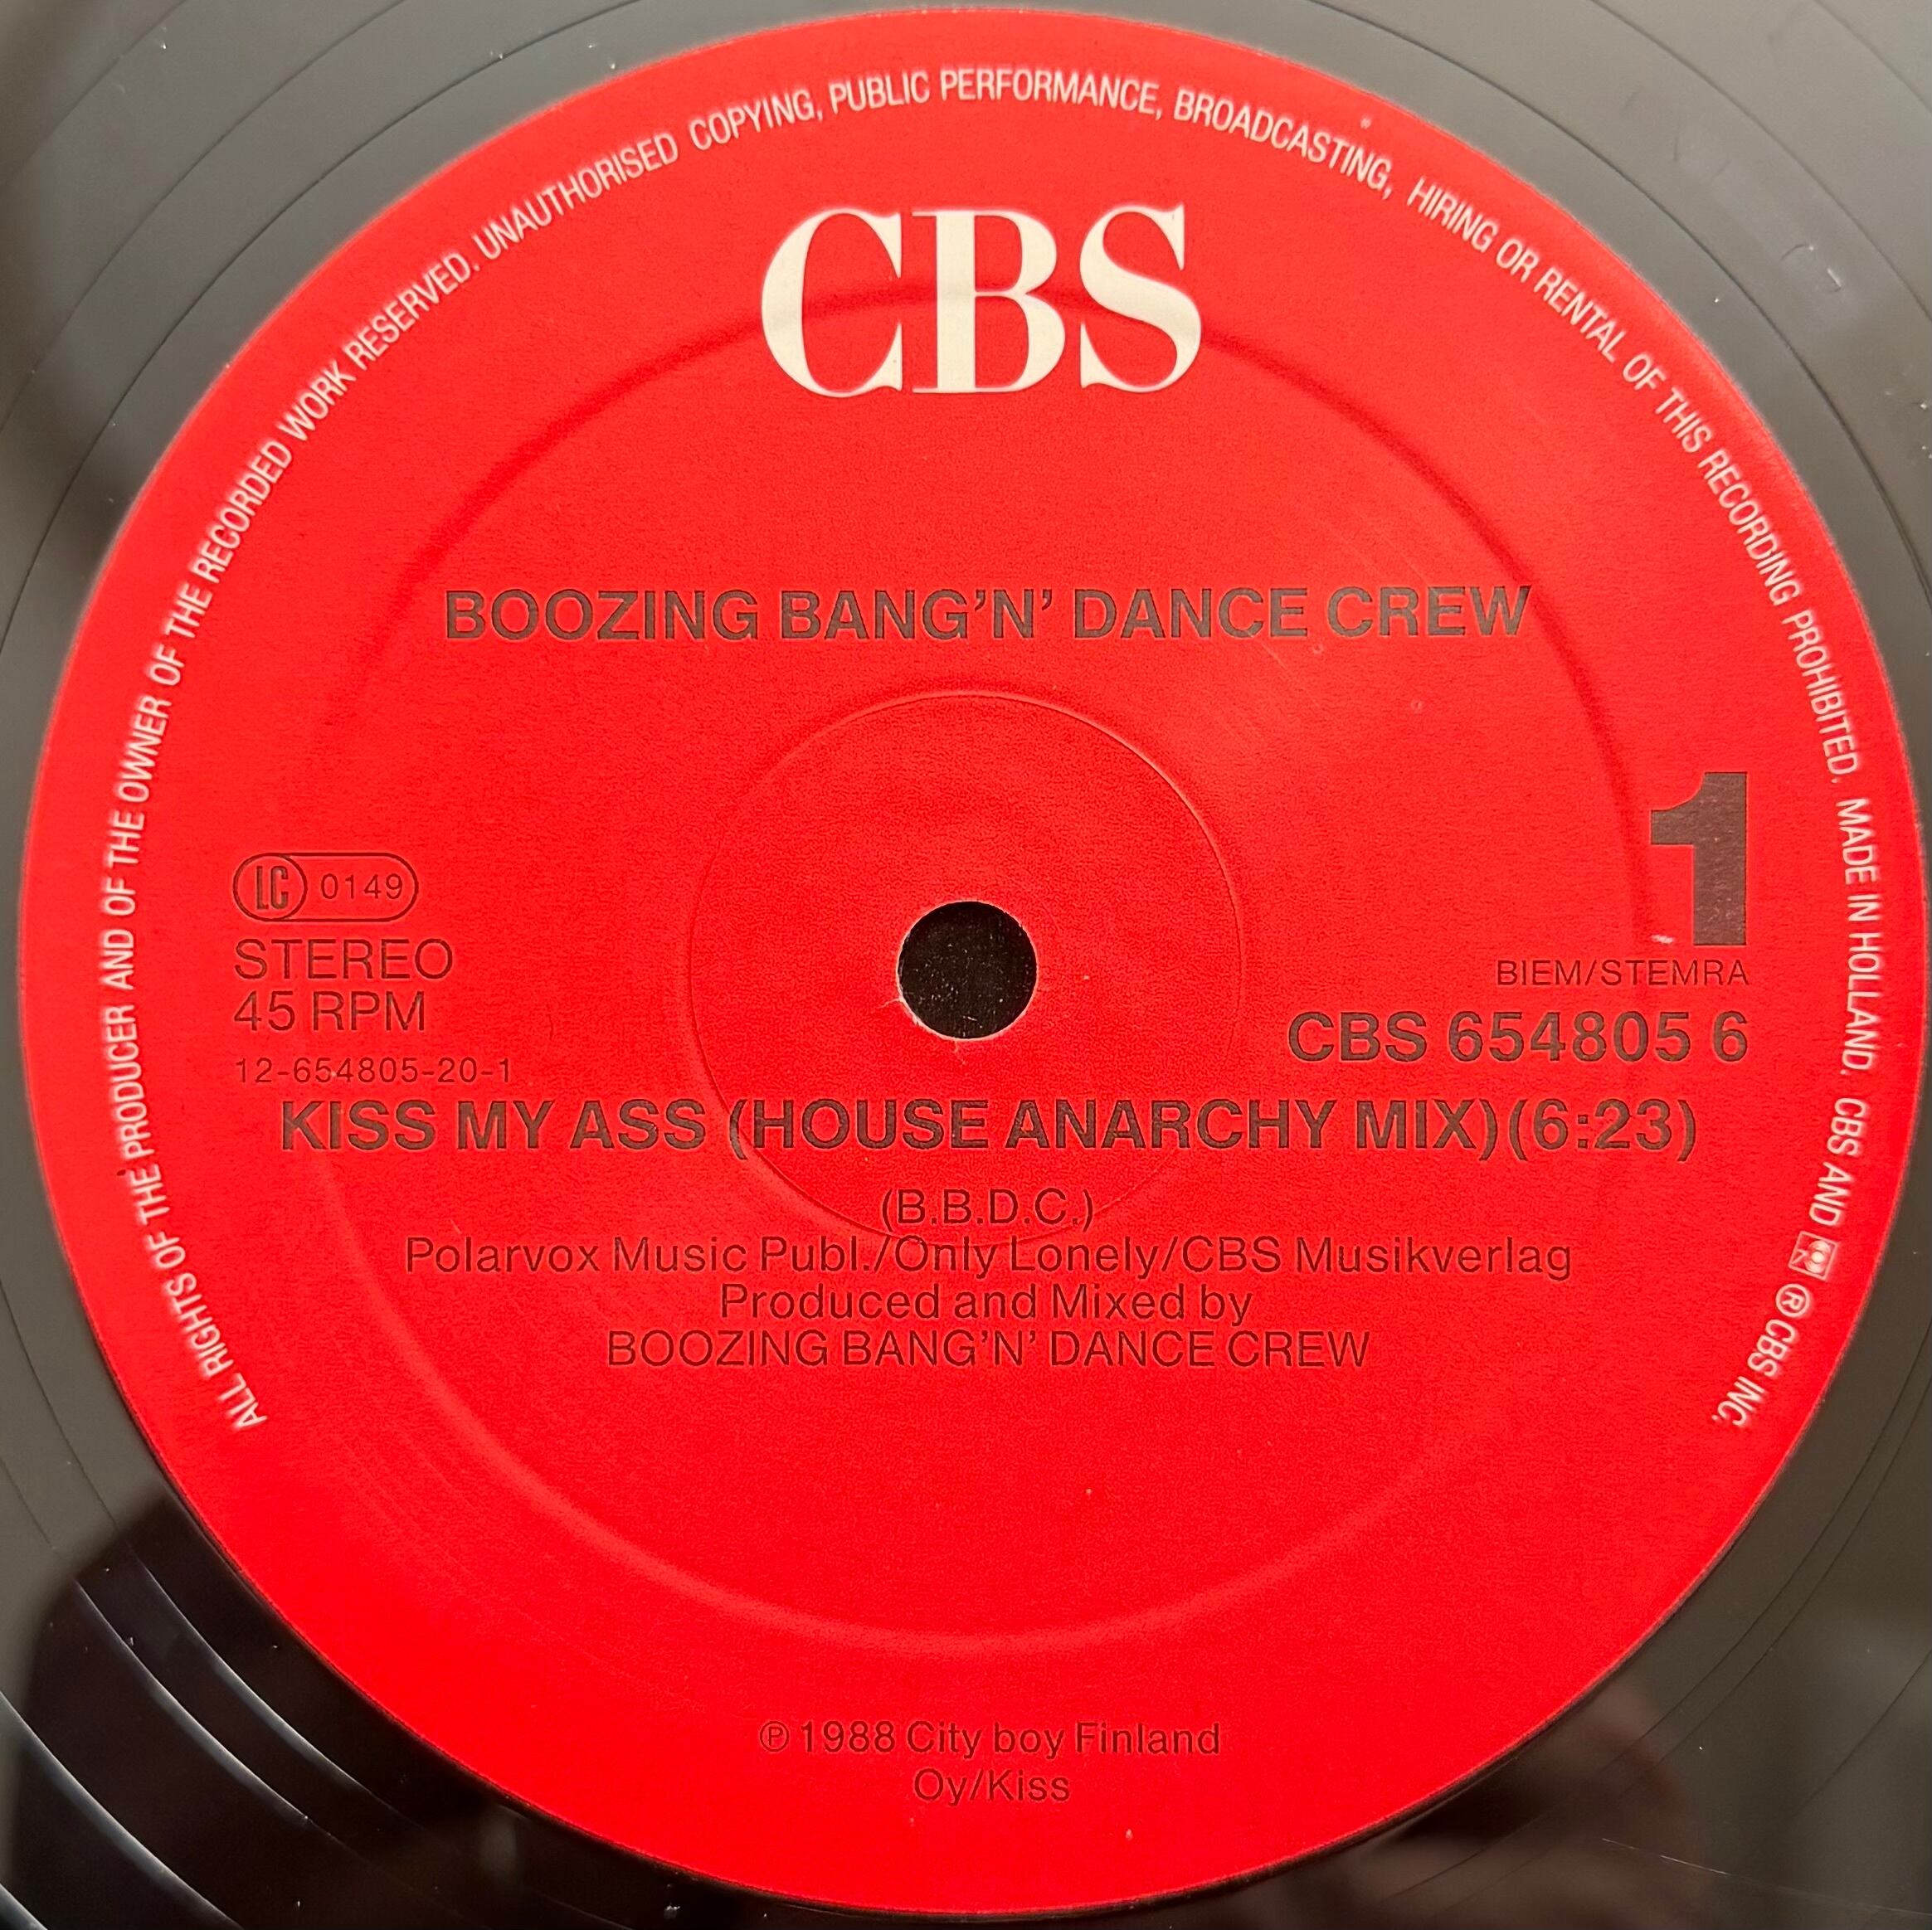 ALL RIGHTS OF THE PRODUCER AND OF THE OWNER OF THE RECORDED WORK RESERVED. UNAUTHORISED COPYING, PUBLIC PERFORMANCE, BROADCASTING, HIRING OR RENTAL OF THIS RECORDING PROHIBITED. MADE IN HOLLAND. CBS AND ® CBS INC.
CBS
BOOZING BANG'N' DANCE CREW
1
LC 0149
STEREO
45 RPM
12-654805-20-1
BIEM/STEMRA
CBS 654805 6
KISS MY ASS (HOUSE ANARCHY MIX)(6:23)
(B.B.D.C.)
Polarvox Music Publ./Only Lonely/CBS Musikverlag
Produced and Mixed by
BOOZING BANG'N' DANCE CREW
℗ 1988 City boy Finland
Oy/Kiss